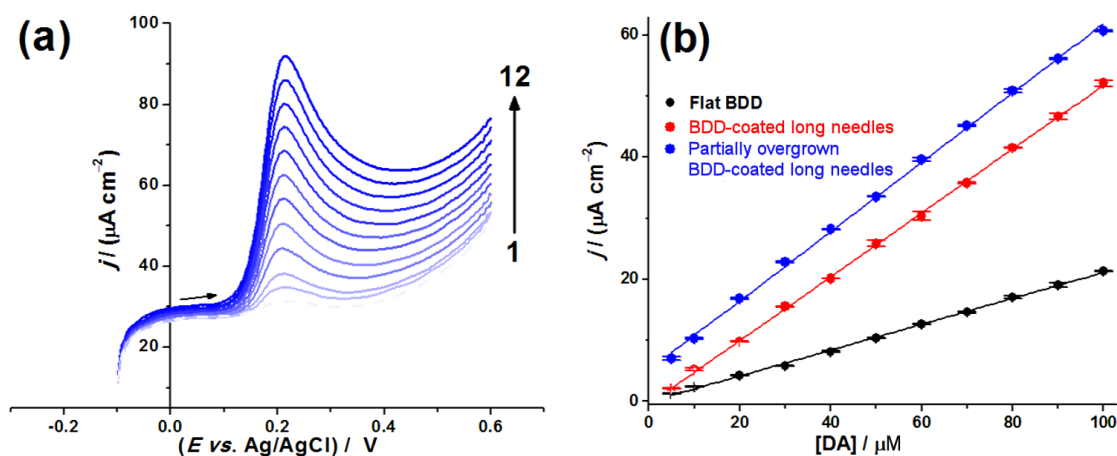 (a)
j / (μA cm⁻²)
100
80
60
40
20
12
1
-0.2
0.0
0.2
0.4
0.6
(E vs. Ag/AgCl) / V
(b)
j / (μA cm⁻²)
60
40
20
0
Flat BDD
BDD-coated long needles
Partially overgrown
BDD-coated long needles
0
20
40
60
80
100
[DA] / μM